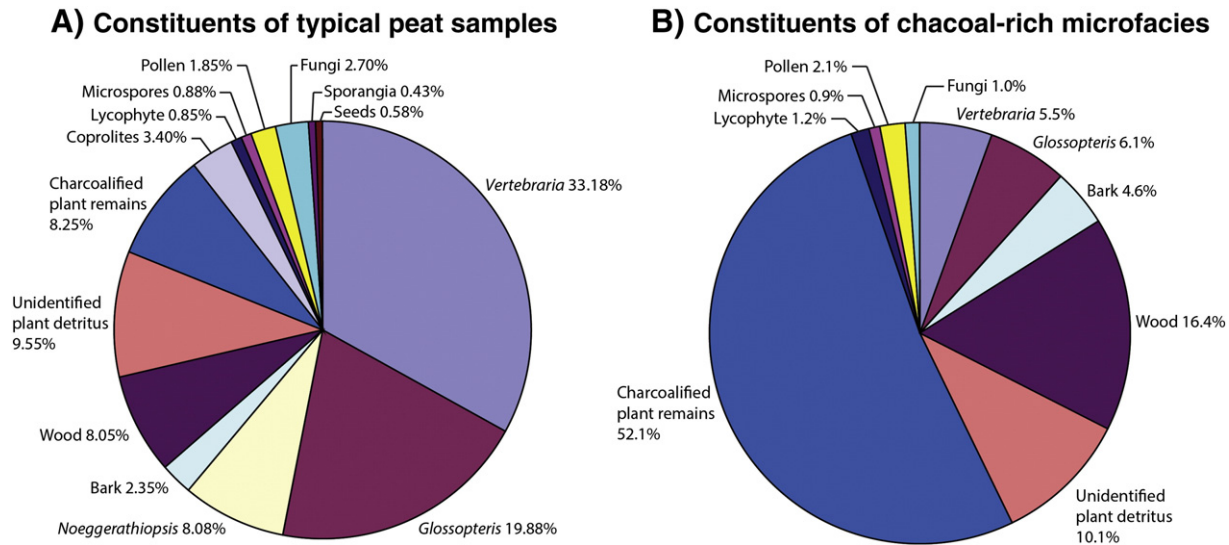 A) Constituents of typical peat samples
Pollen 1.85%
Fungi 2.70%
Microspores 0.88%
Sporangia 0.43%
Lycophyte 0.85%
Seeds 0.58%
Coprolites 3.40%
Charcoalified
plant remains
8.25%
Vertebraria 33.18%
Unidentified
plant detritus
9.55%
Wood 8.05%
Bark 2.35%
Noeggerathiopsis 8.08%
Glossopteris 19.88%
B) Constituents of chacoal-rich microfacies
Pollen 2.1%
Fungi 1.0%
Microspores 0.9%
Vertebraria 5.5%
Lycophyte 1.2%
Glossopteris 6.1%
Bark 4.6%
Wood 16.4%
Charcoalified
plant remains
52.1%
Unidentified
plant detritus
10.1%